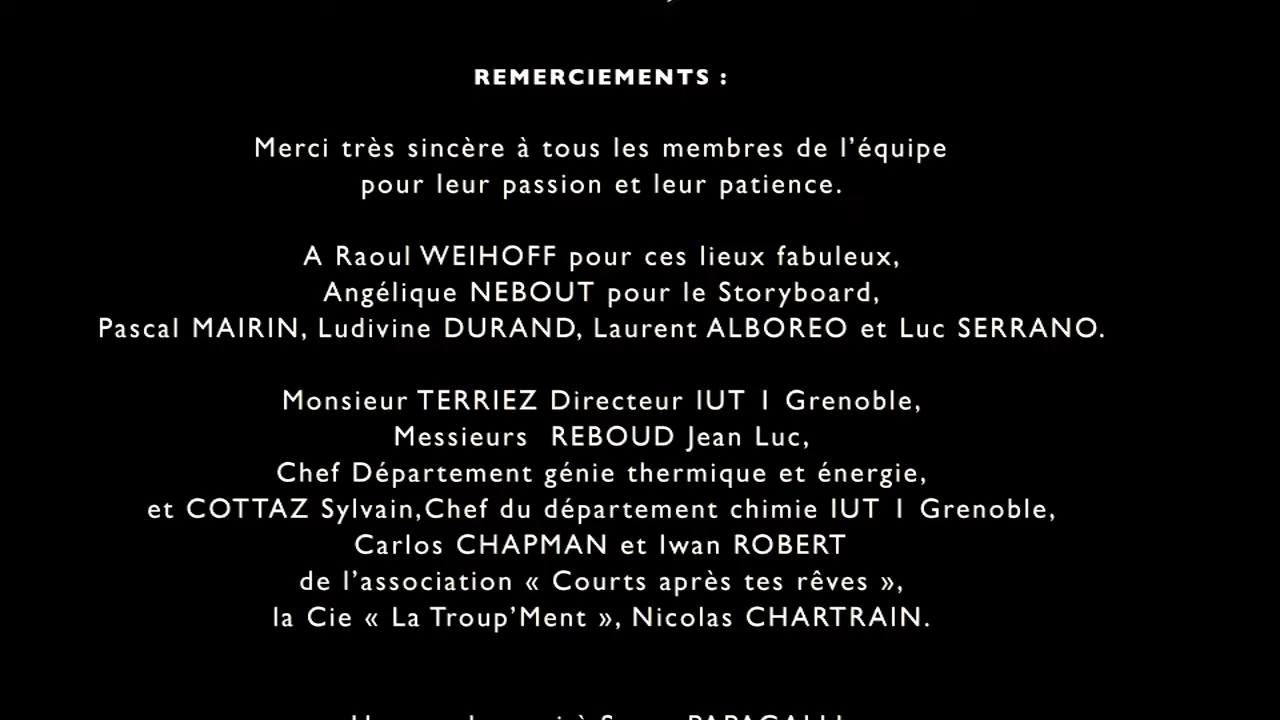 REMERCIEMENTS :
Merci très sincère à tous les membres de l'équipe
pour leur passion et leur patience.
A Raoul WEIHOFF pour ces lieux fabuleux,
Angélique NEBOUT pour le Storyboard,
Pascal MAIRIN, Ludivine DURAND, Laurent ALBOREO et Luc SERRANO.
Monsieur TERRIEZ Directeur IUT 1 Grenoble,
Messieurs  REBOUD Jean Luc,
Chef Département génie thermique et énergie,
et COTTAZ Sylvain,Chef du département chimie IUT 1 Grenoble,
Carlos CHAPMAN et Iwan ROBERT
de l'association « Courts après tes rêves »,
la Cie « La Troup'Ment », Nicolas CHARTRAIN.